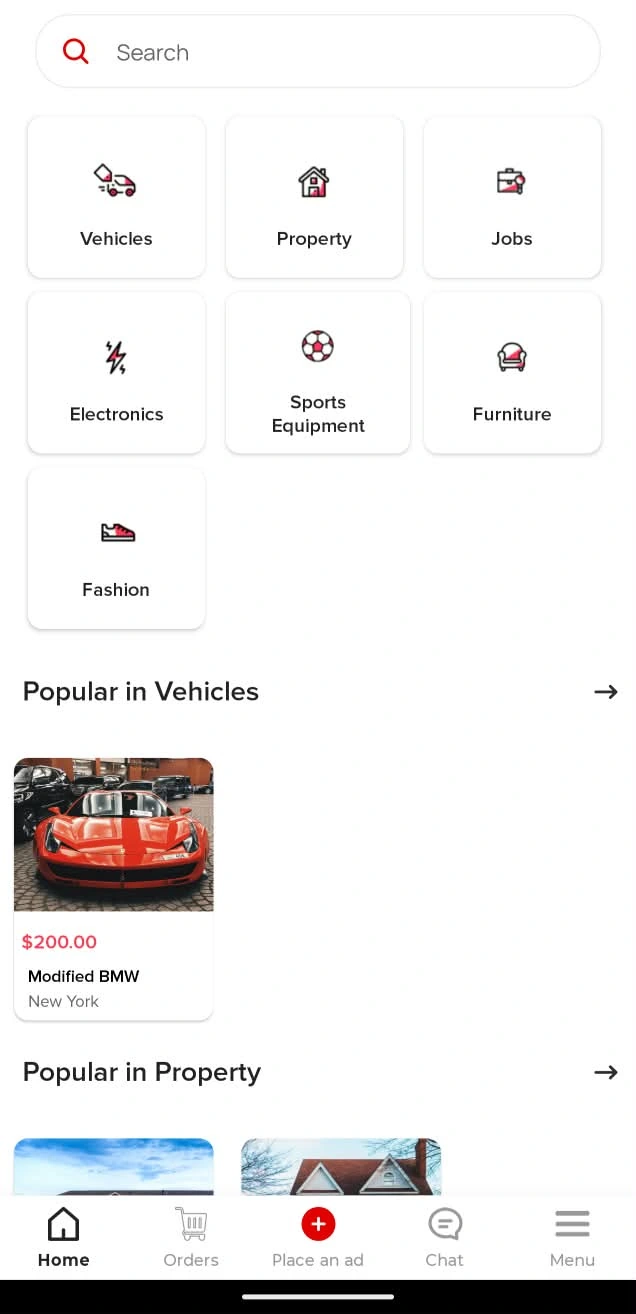 Search
Vehicles
Property
Jobs
Electronics
Sports
Equipment
Furniture
Fashion
Popular in Vehicles
$200.00
Modified BMW
New York
Popular in Property
Home
Orders
Place an ad
Chat
Menu